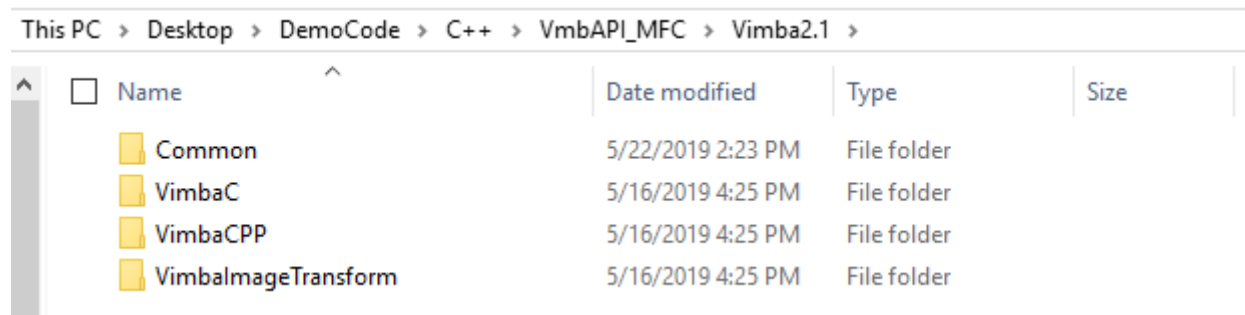 This PC > Desktop > DemoCode > C++ > VmbAPI_MFC > Vimba2.1 >
Name Date modified Type Size
Common 5/22/2019 2:23 PM File folder
VimbaC 5/16/2019 4:25 PM File folder
VimbaCPP 5/16/2019 4:25 PM File folder
VimbaImageTransform 5/16/2019 4:25 PM File folder